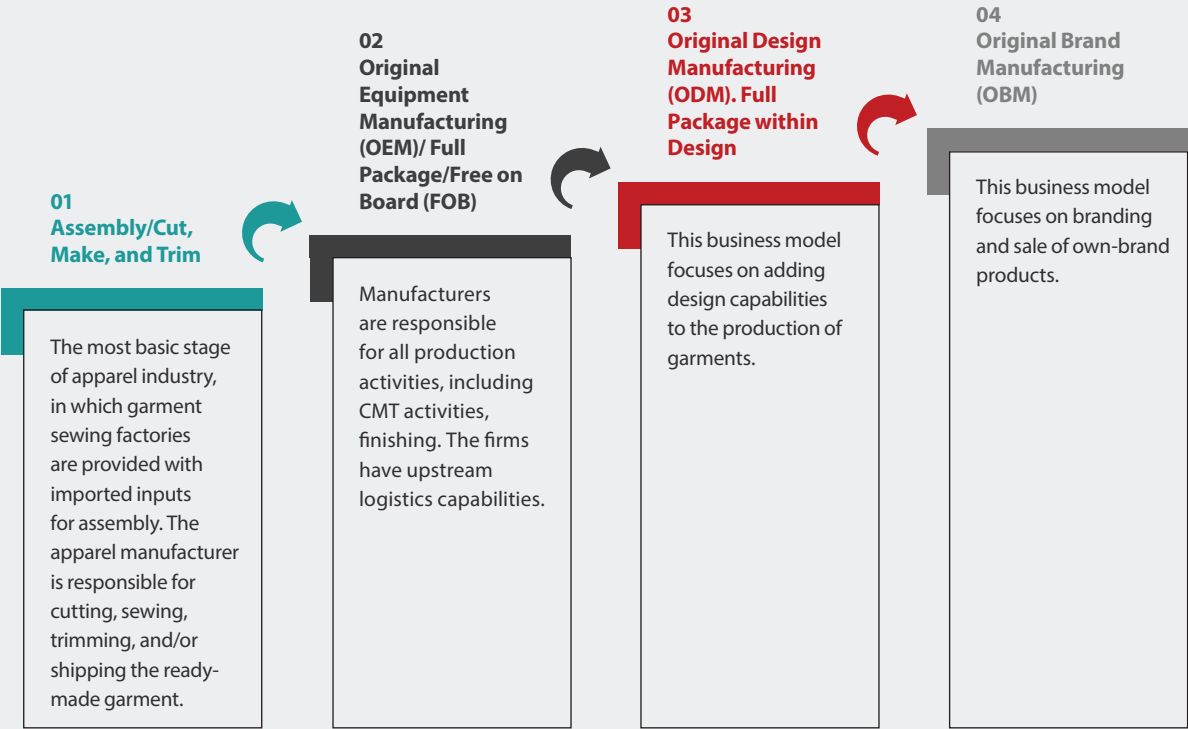 01
Assembly/Cut,
Make, and Trim
The most basic stage
of apparel industry,
in which garment
sewing factories
are provided with
imported inputs
for assembly. The
apparel manufacturer
is responsible for
cutting, sewing,
trimming, and/or
shipping the ready-
made garment.
02
Original
Equipment
Manufacturing
(OEM)/ Full
Package/Free on
Board (FOB)
Manufacturers
are responsible
for all production
activities, including
CMT activities,
finishing. The firms
have upstream
logistics capabilities.
03
Original Design
Manufacturing
(ODM). Full
Package within
Design
This business model
focuses on adding
design capabilities
to the production of
garments.
04
Original Brand
Manufacturing
(OBM)
This business model
focuses on branding
and sale of own-brand
products.